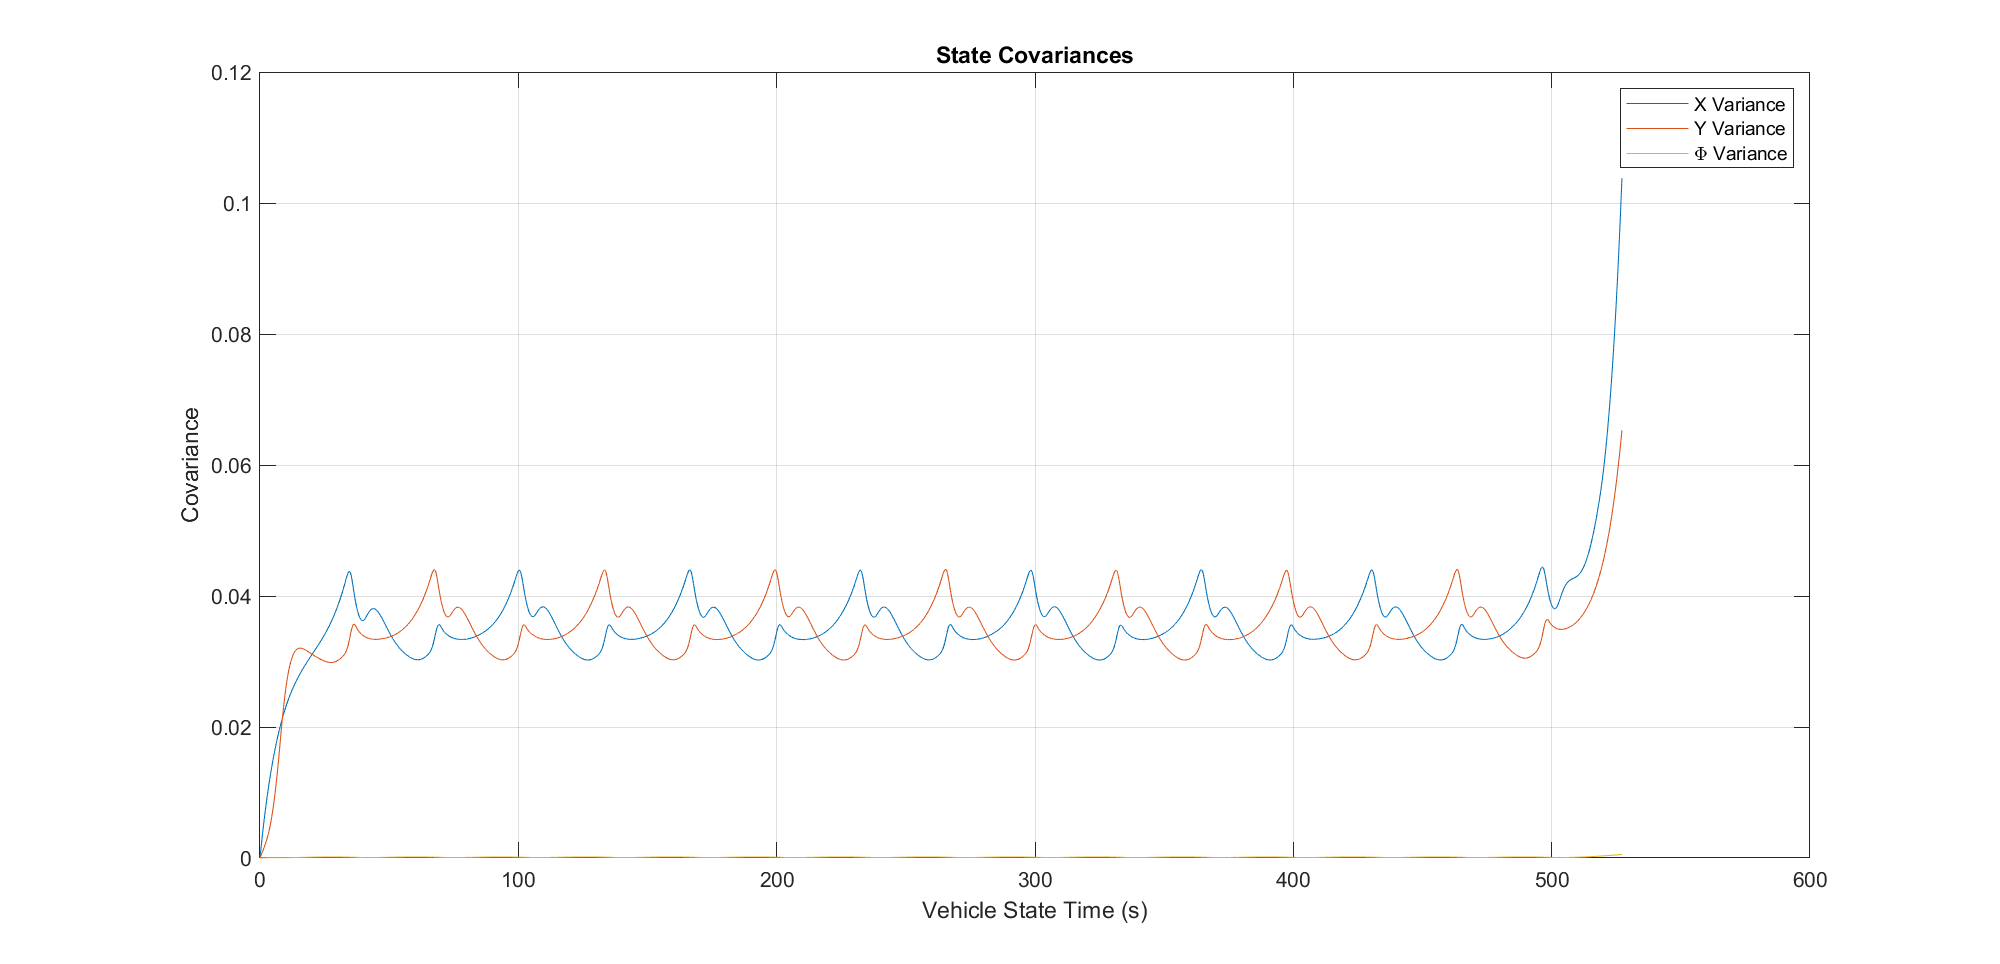 State Covariances
0.12
0.1
0.08
0.06
0.04
0.02
0
Covariance
X Variance
Y Variance
Φ Variance
0 100 200 300 400 500 600
Vehicle State Time (s)